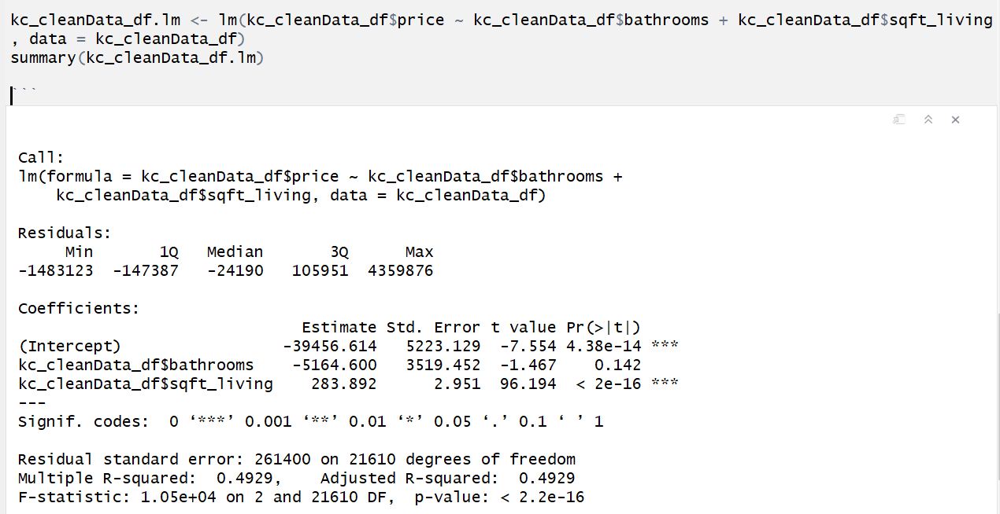 kc_cleanData_df.lm <- lm(kc_cleanData_df$price ~ kc_cleanData_df$bathrooms + kc_cleanData_df$sqft_living
, data = kc_cleanData_df)
summary(kc_cleanData_df.lm)
```
Call:
lm(formula = kc_cleanData_df$price ~ kc_cleanData_df$bathrooms +
    kc_cleanData_df$sqft_living, data = kc_cleanData_df)
Residuals:
     Min       1Q   Median       3Q      Max
-1483123  -147387   -24190   105951  4359876
Coefficients:
                              Estimate Std. Error t value Pr(>|t|)
(Intercept)                 -39456.614   5223.129  -7.554 4.38e-14 ***
kc_cleanData_df$bathrooms    -5164.600   3519.452  -1.467    0.142
kc_cleanData_df$sqft_living    283.892      2.951  96.194  < 2e-16 ***
---
Signif. codes:  0 ‘***’ 0.001 ‘**’ 0.01 ‘*’ 0.05 ‘.’ 0.1 ‘ ’ 1
Residual standard error: 261400 on 21610 degrees of freedom
Multiple R-squared:  0.4929,    Adjusted R-squared:  0.4929
F-statistic: 1.05e+04 on 2 and 21610 DF,  p-value: < 2.2e-16